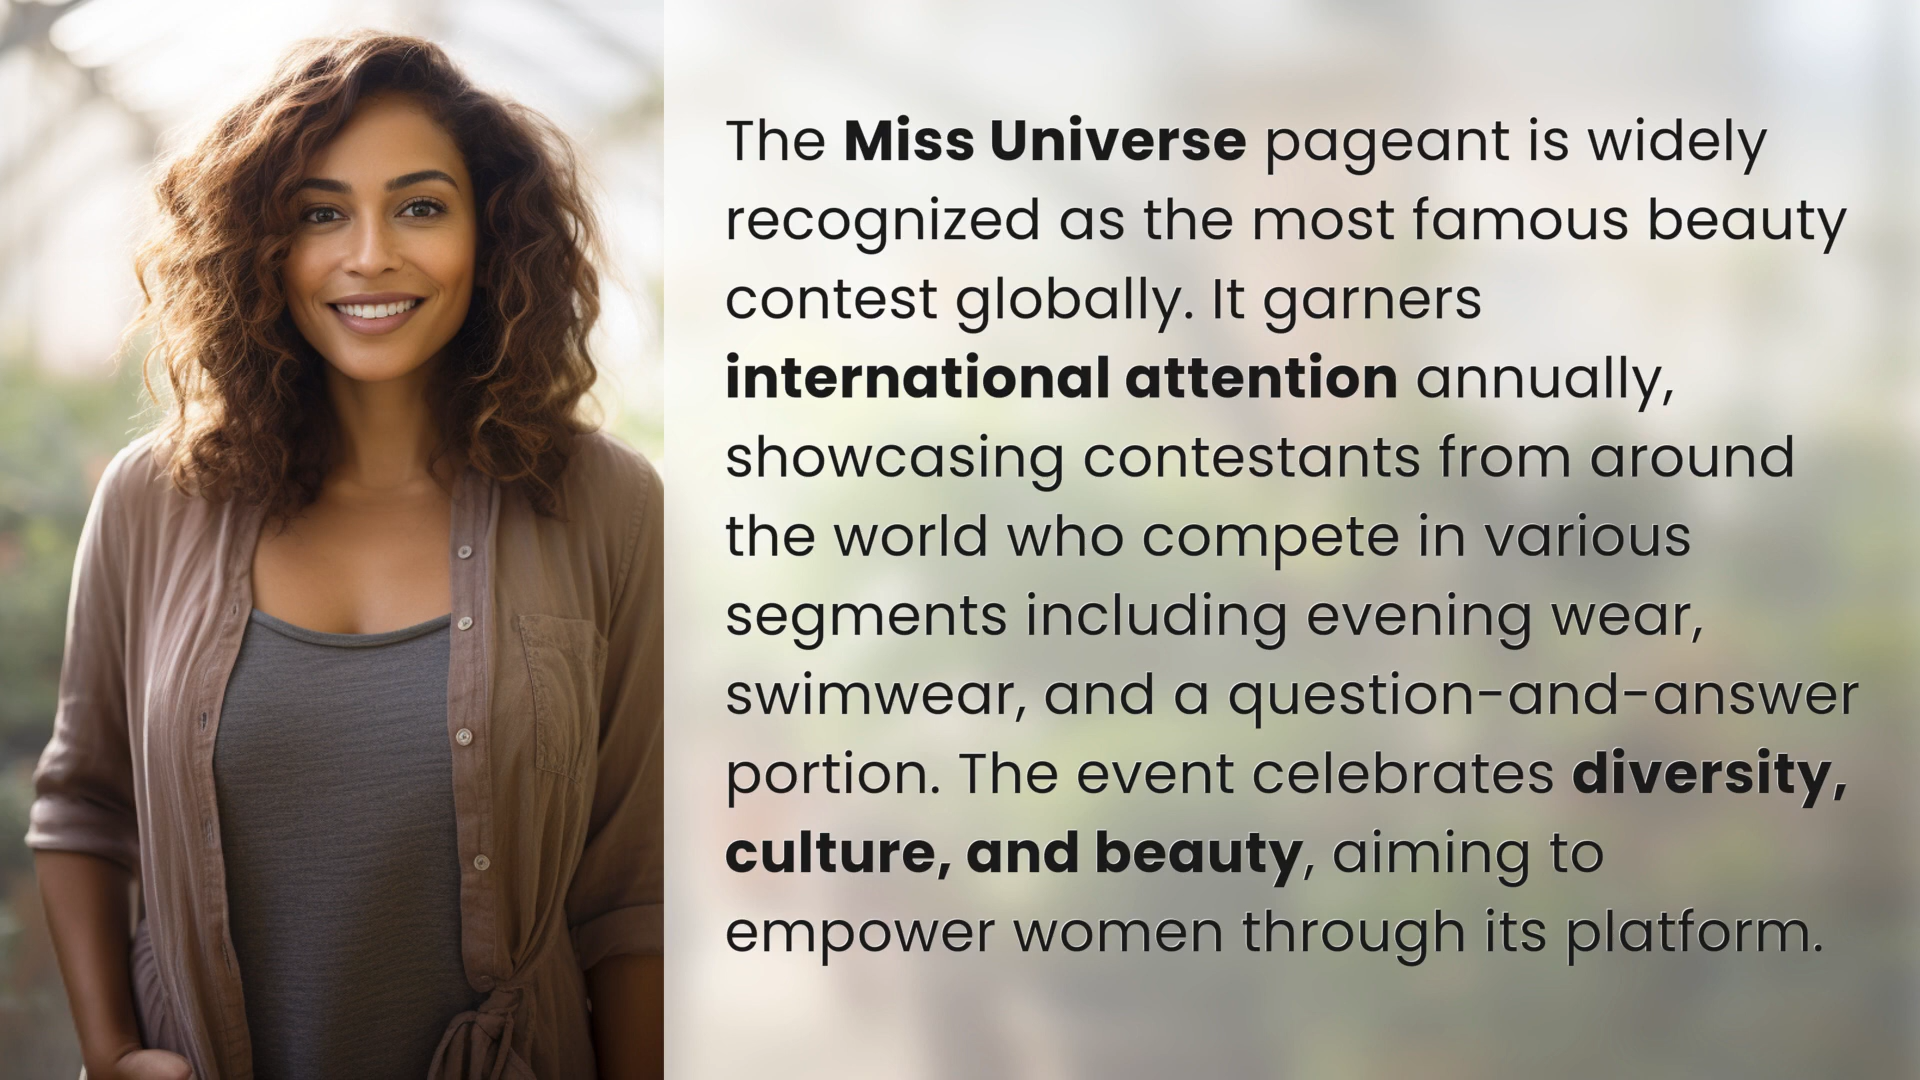 The Miss Universe pageant is widely
recognized as the most famous beauty
contest globally. It garners
international attention annually,
showcasing contestants from around
the world who compete in various
segments including evening wear,
swimwear, and a question-and-answer
portion. The event celebrates diversity,
culture, and beauty, aiming to
empower women through its platform.